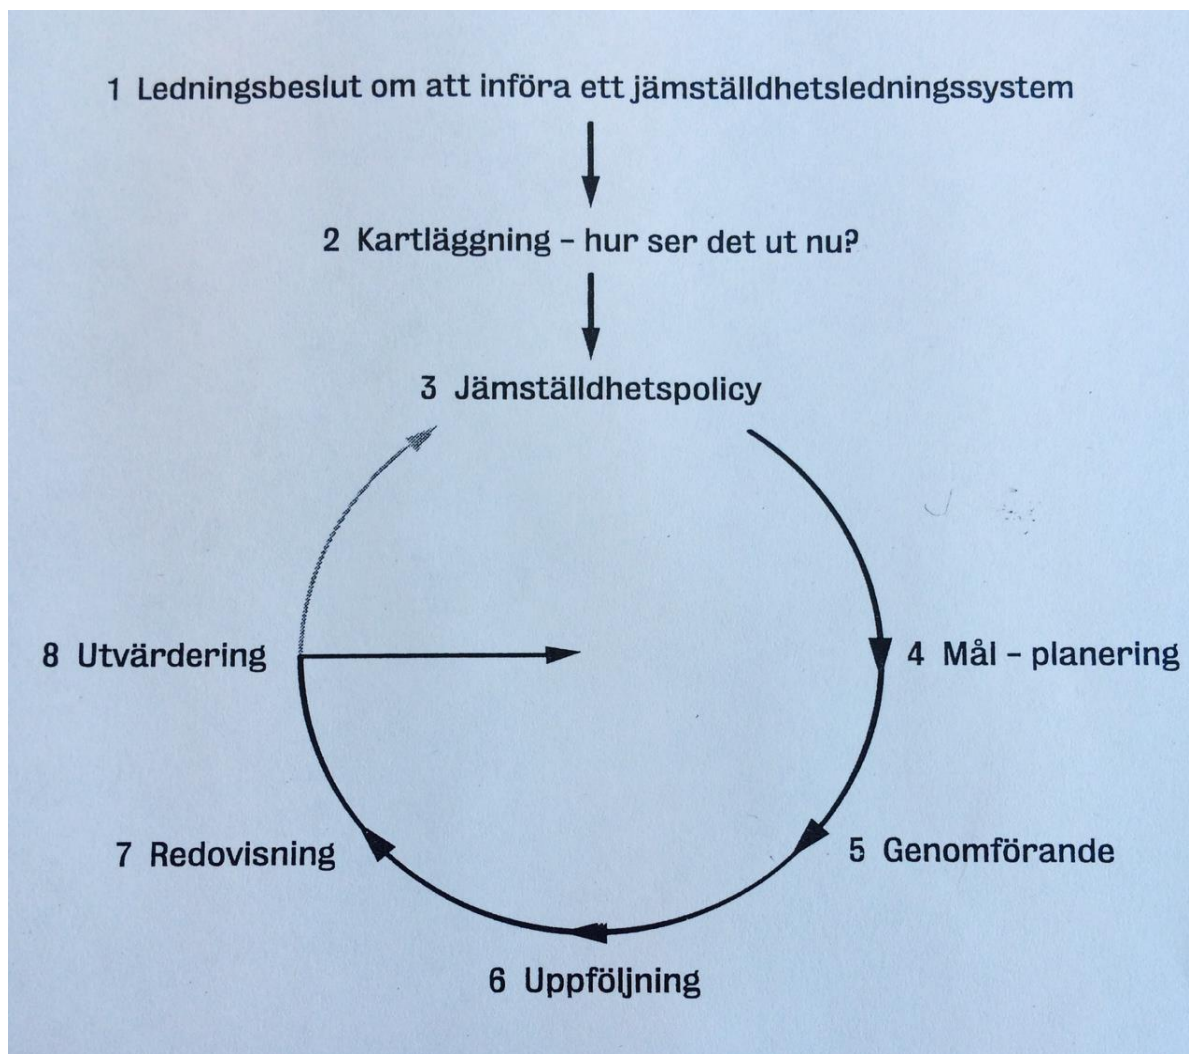 1 Ledningsbeslut om att införa ett jämställdhetsledningssystem
2 Kartläggning – hur ser det ut nu?
3 Jämställdhetspolicy
4 Mål – planering
5 Genomförande
6 Uppföljning
7 Redovisning
8 Utvärdering